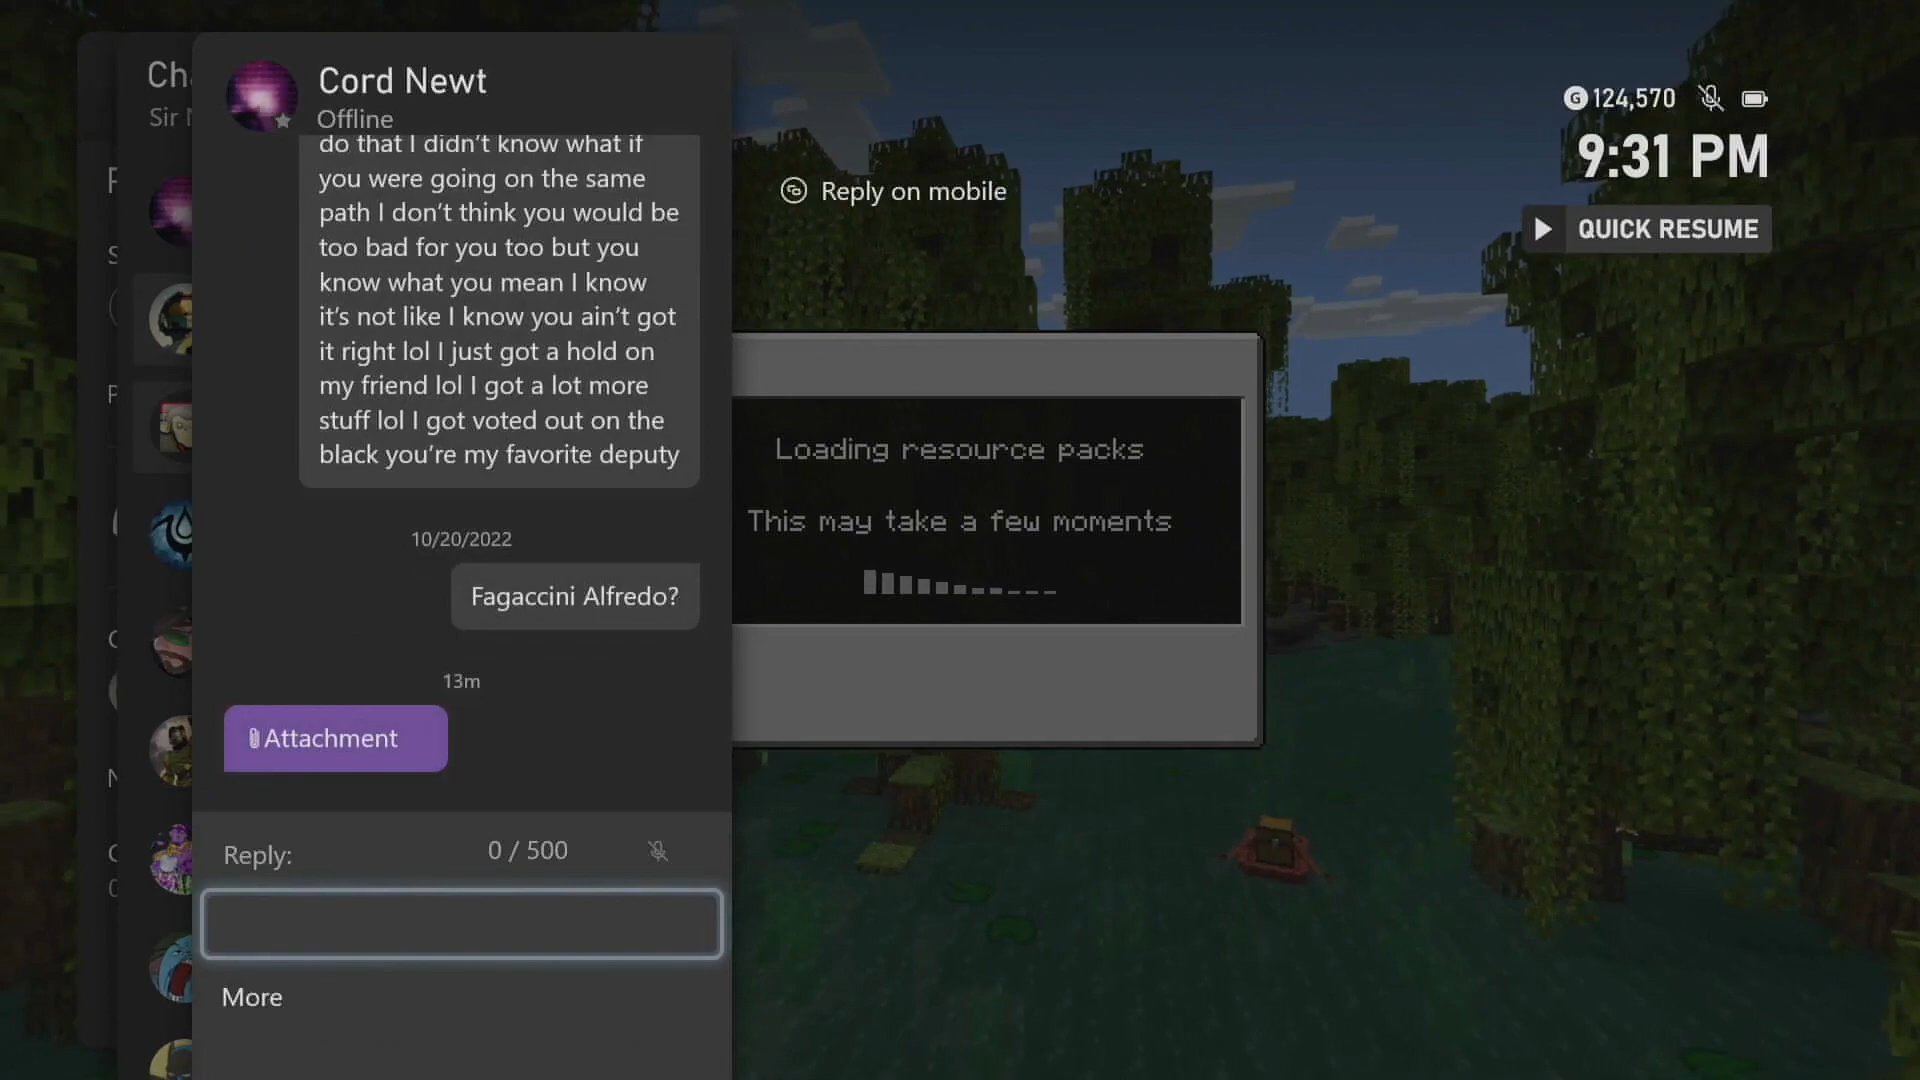 Cha
Sir
Cord Newt
Offline
do that I didn't know what if
you were going on the same
path I don't think you would be
too bad for you too but you
know what you mean I know
it's not like I know you ain't got
it right lol I just got a hold on
my friend lol I got a lot more
stuff lol I got voted out on the
black you're my favorite deputy
10/20/2022
Fagaccini Alfredo?
13m
Attachment
Reply:
0 / 500
More
Reply on mobile
G 124,570
9:31 PM
QUICK RESUME
Loading resource packs
This may take a few moments